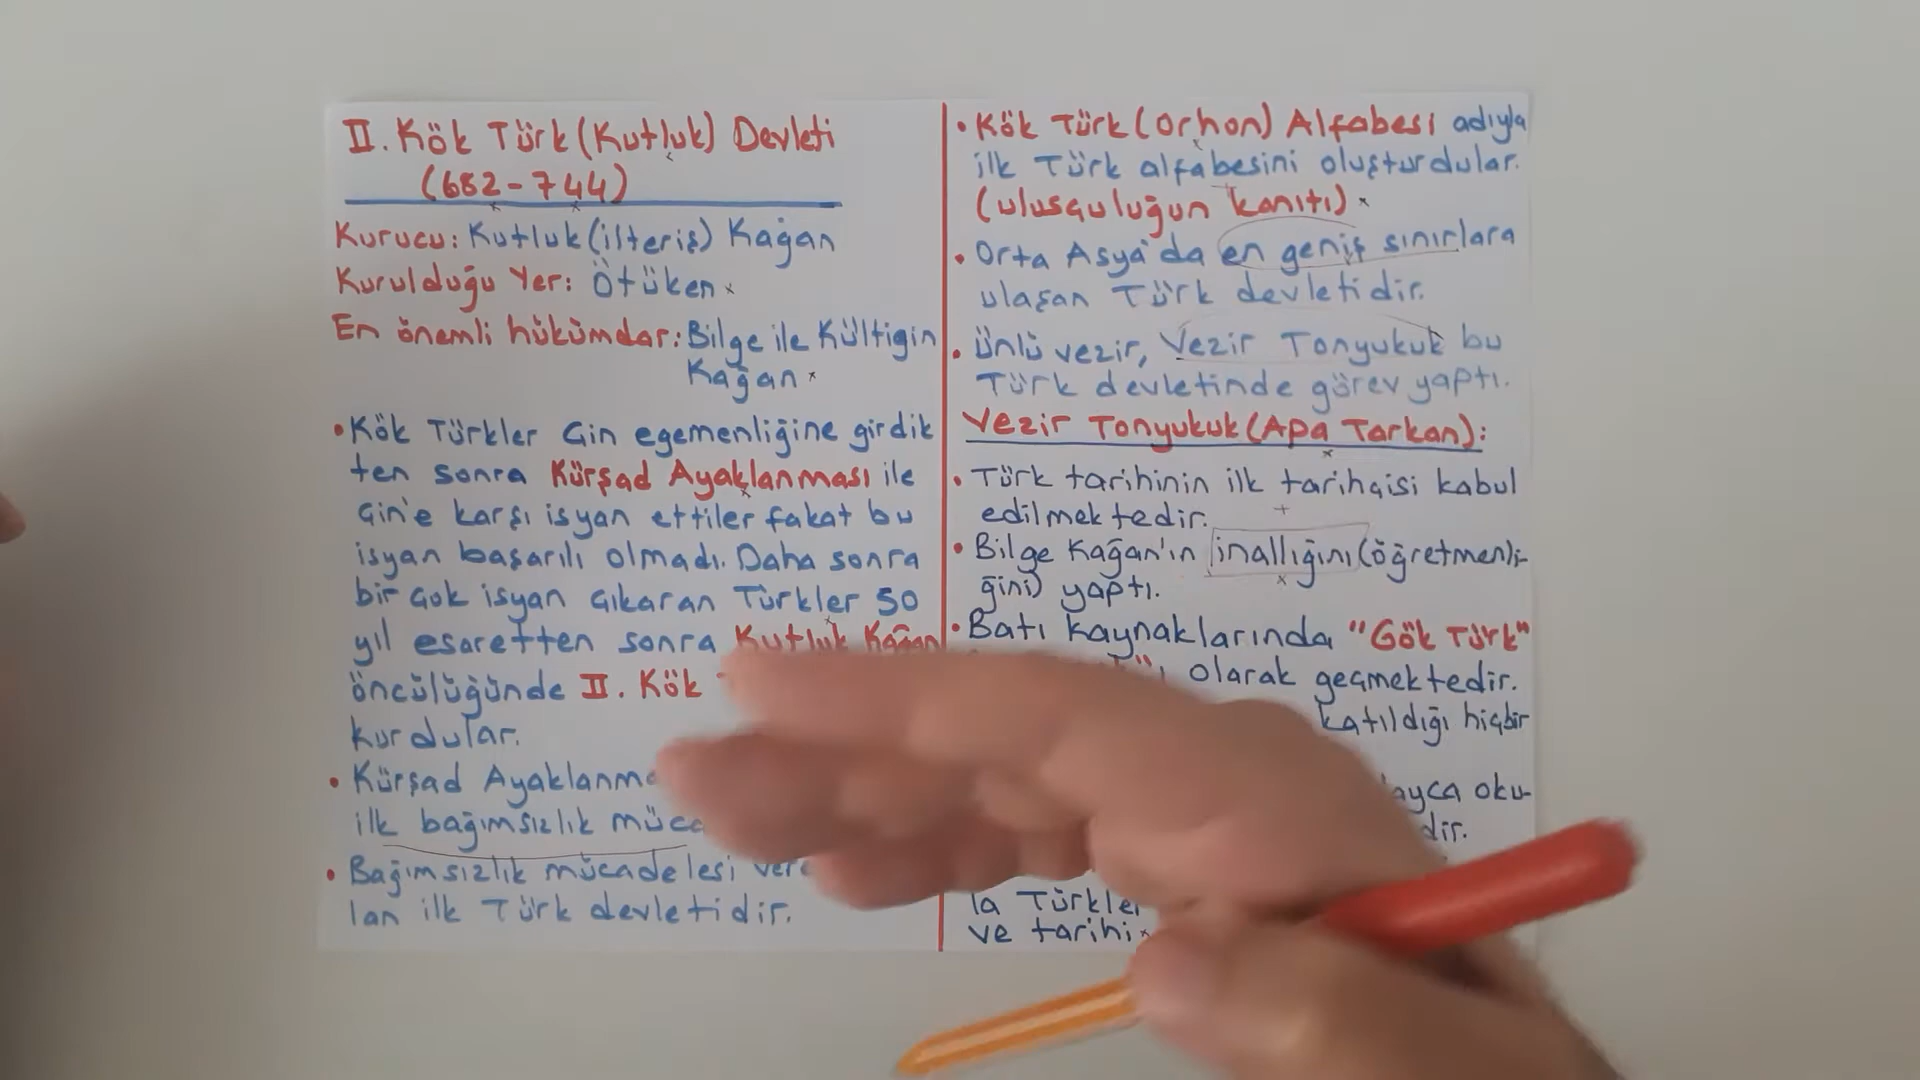 II. Kök Türk (Kutluk) Devleti
(682-744)
Kurucu: Kutluk (ilteriş) Kağan
Kurulduğu Yer: Ötüken
En önemli hükümdar: Bilge ile Kültigin
Kağan
• Kök Türkler Çin egemenliğine girdik
ten sonra Kürşad Ayaklanması ile
Çin'e karşı isyan ettiler fakat bu
isyan başarılı olmadı. Daha sonra
bir çok isyan çıkaran Türkler 50
yıl esaretten sonra Kutluk Kağan
öncülüğünde II. Kök
kurdular.
• Kürşad
ilk bağımsızlık
• Bağımsızlık mücadelesi
lan ilk Türk devletidir.
• Kök Türk (Orhon) Alfabesi adıyla
ilk Türk alfabesini oluşturdular.
(ulusçuluğun kanıtı)
• Orta Asya'da en geniş sınırlara
ulaşan Türk devletidir.
• Ünlü vezir, Vezir Tonyukuk bu
Türk devletinde görev yaptı.
Vezir Tonyukuk (Apa Tarkan):
• Türk tarihinin ilk tarihçisi kabul
edilmektedir.
• Bilge Kağan'ın inallığını (öğretmenli-
ğini) yaptı.
• Batı kaynaklarında "Gök Türk"
olarak geçmektedir.
katıldığı hiçbir
oku-
la
ve tarihi